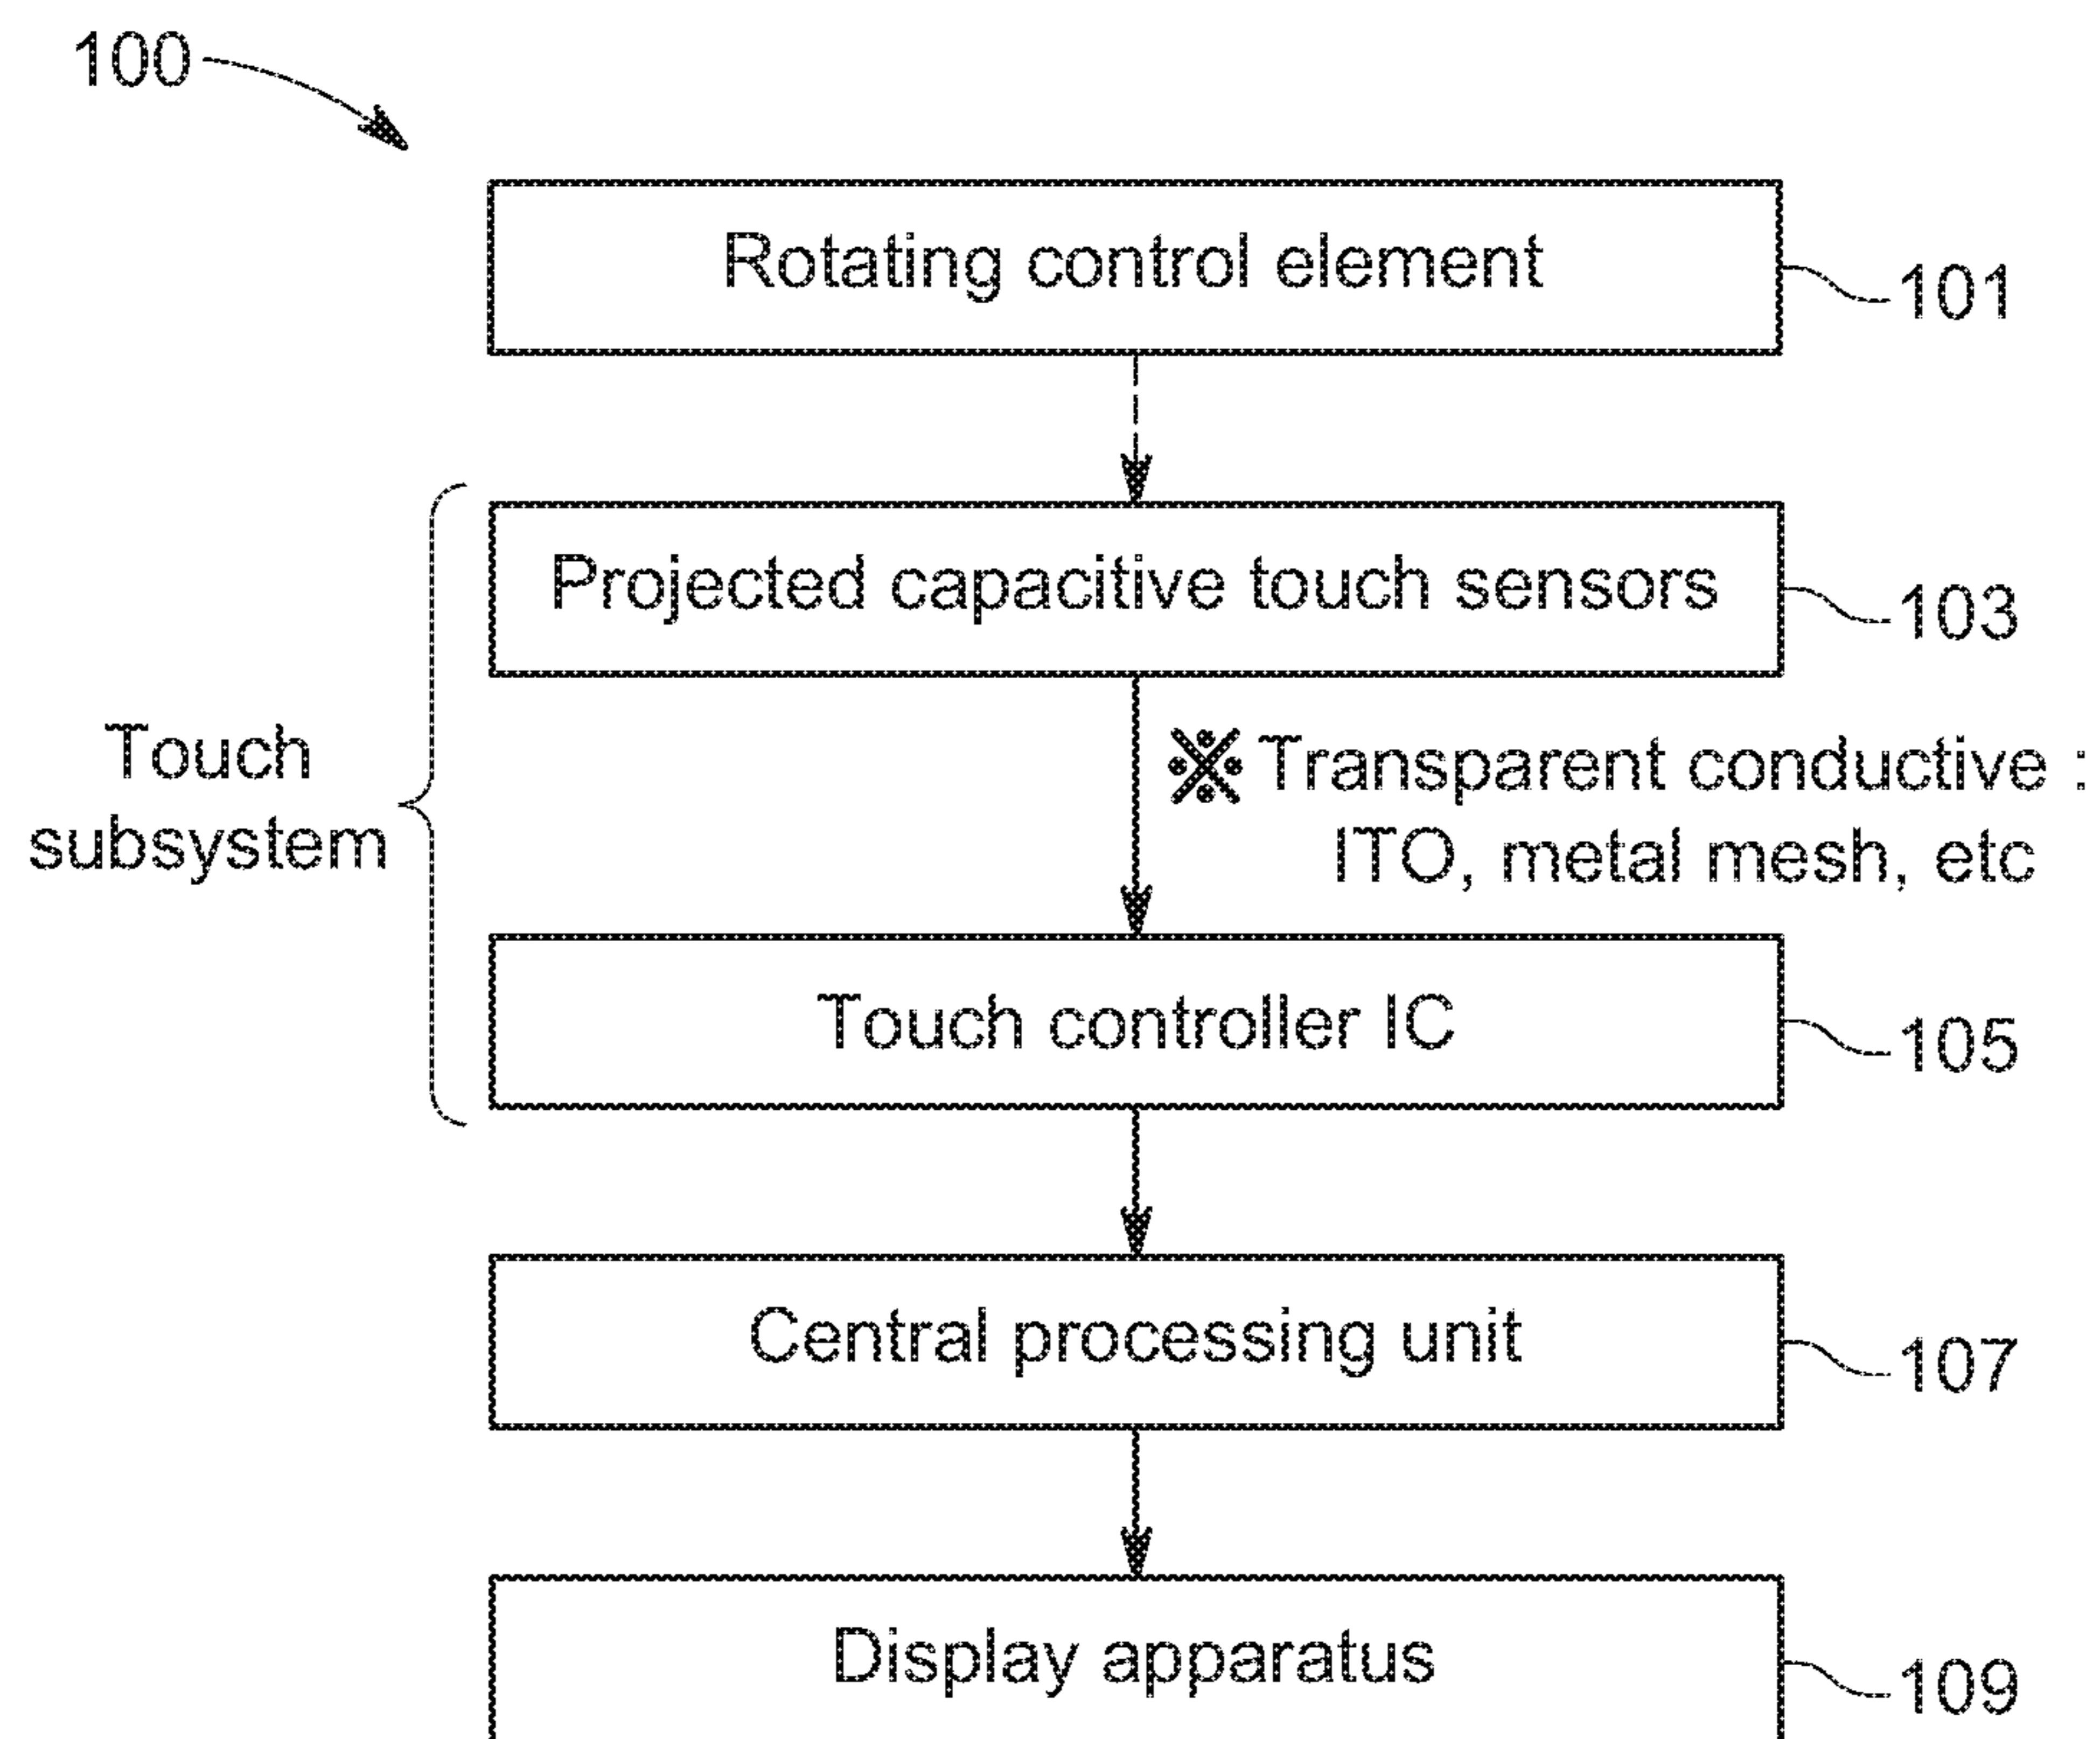 100
Rotating control element
101
Projected capacitive touch sensors
103
Touch
subsystem
※ Transparent conductive :
ITO, metal mesh, etc
Touch controller IC
105
Central processing unit
107
Display apparatus
109